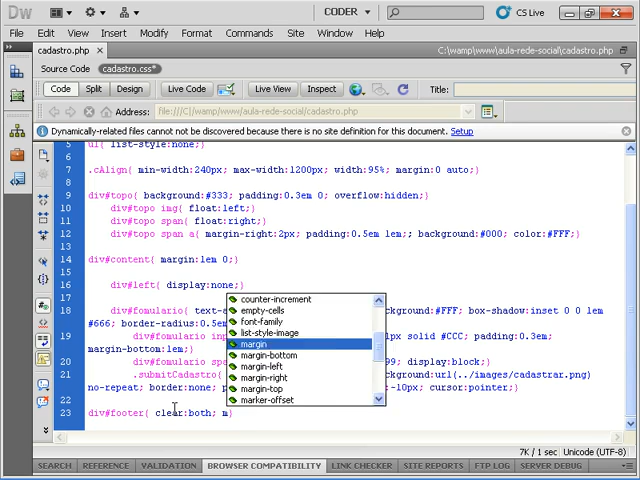 Dw
CODER
CS Live
File Edit View Insert Modify Format Commands Site Window Help
cadastro.php
C:\wamp\www\aula-rede-social\cadastro.php
Source Code cadastro.css*
Code Split Design Live Code Live View Inspect Title:
Address: file:///C|/wamp/www/aula-rede-social/cadastro.php
Dynamically-related files cannot not be discovered because there is no site definition for this document. Setup
5 ul{ list-style:none;}
6
7 .cAlign{ min-width:240px; max-width:1200px; width:95%; margin:0 auto;}
8
9 div#topo{ background:#333; padding:0.3em 0; overflow:hidden;}
10 div#topo img{ float:left;}
11 div#topo span{ float:right;}
12 div#topo span a{ margin-right:2px; padding:0.5em 1em;; background:#000; color:#FFF;}
13
14 div#content{ margin:1em 0;}
15
16 div#left{ display:none;}
17
18 div#fomulario{ text-a background:#FFF; box-shadow:inset 0 0 1em
#666; border-radius:0.5em
19 div#fomulario inp 1px solid #CCC;
margin-bottom:1em;}
20 div#fomulario spa 99; display:block;}
21 .submitCadastro{ background:url(../images/cadastrar.png)
no-repeat; border:none; p -10px; cursor:pointer;}
22
23 div#footer{ clear:both; m}
counter-increment
empty-cells
font-family
list-style-image
margin
margin-bottom
margin-left
margin-right
margin-top
marker-offset
7K / 1 sec Unicode (UTF-8)
SEARCH REFERENCE VALIDATION BROWSER COMPATIBILITY LINK CHECKER SITE REPORTS FTP LOG SERVER DEBUG